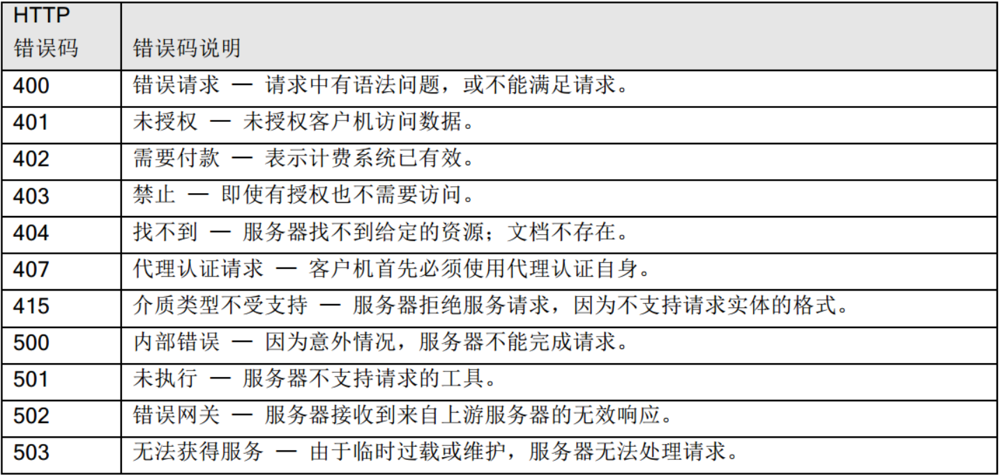 HTTP
错误码 错误码说明
400 错误请求 — 请求中有语法问题，或不能满足请求。
401 未授权 — 未授权客户机访问数据。
402 需要付款 — 表示计费系统已有效。
403 禁止 — 即使有授权也不需要访问。
404 找不到 — 服务器找不到给定的资源；文档不存在。
407 代理认证请求 — 客户机首先必须使用代理认证自身。
415 介质类型不受支持 — 服务器拒绝服务请求，因为不支持请求实体的格式。
500 内部错误 — 因为意外情况，服务器不能完成请求。
501 未执行 — 服务器不支持请求的工具。
502 错误网关 — 服务器接收到来自上游服务器的无效响应。
503 无法获得服务 — 由于临时过载或维护，服务器无法处理请求。